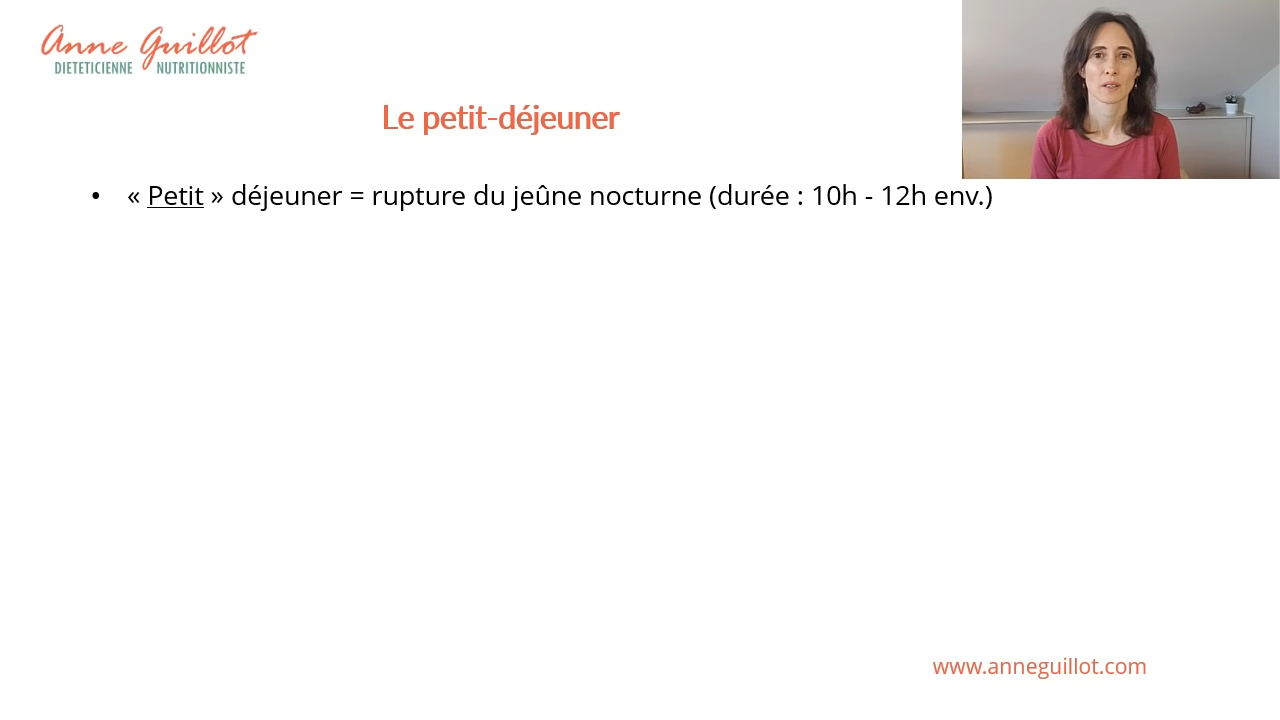 Anne Guillot
DIETETICIENNE NUTRITIONNISTE
Le petit-déjeuner
• « Petit » déjeuner = rupture du jeûne nocturne (durée : 10h - 12h env.)
www.anneguillot.com